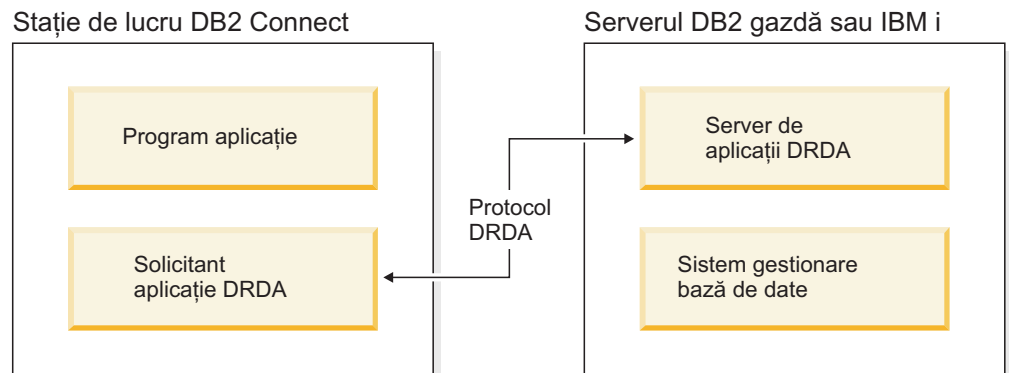 Stație de lucru DB2 Connect
Program aplicație
Solicitant
aplicație DRDA
Protocol
DRDA
Serverul DB2 gazdă sau IBM i
Server de
aplicații DRDA
Sistem gestionare
bază de date